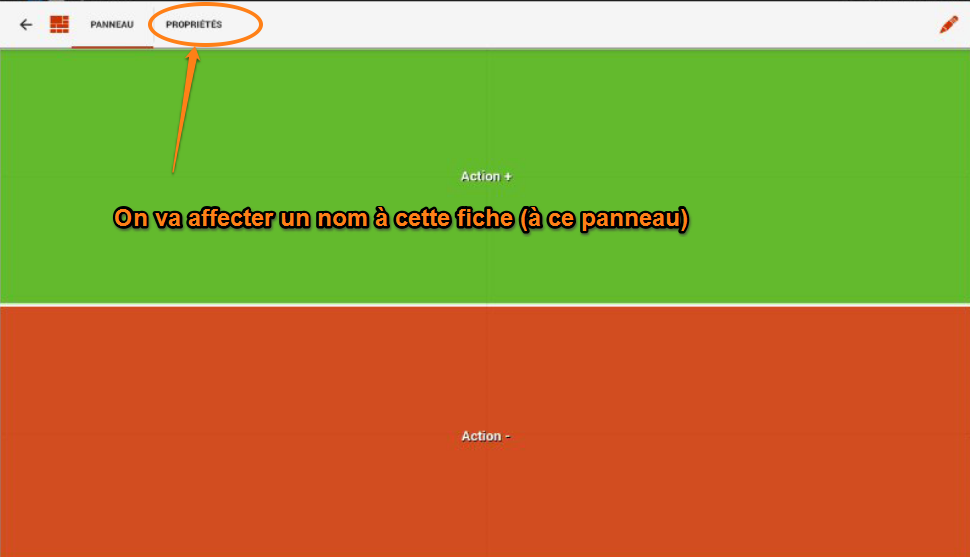 PANNEAU PROPRIÉTÉS
Action +
On va affecter un nom à cette fiche (à ce panneau)
Action -